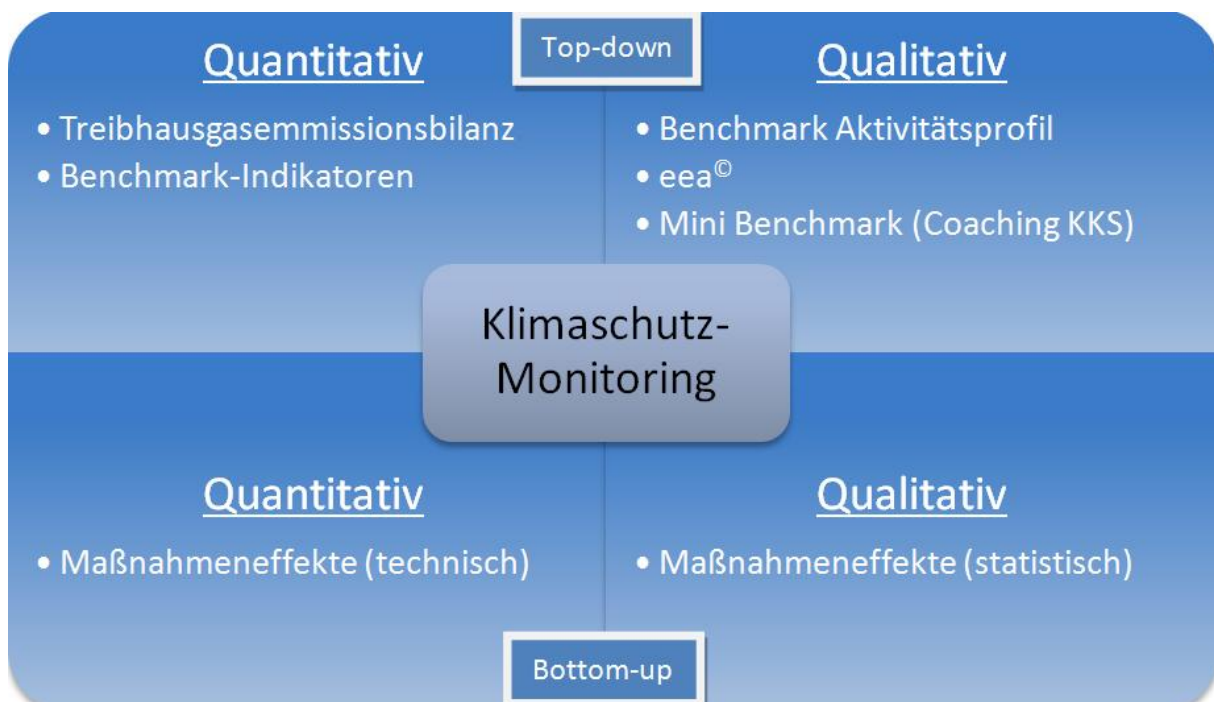 Top-down
Quantitativ
• Treibhausgasemmissionsbilanz
• Benchmark-Indikatoren
Qualitativ
• Benchmark Aktivitätsprofil
• eea©
• Mini Benchmark (Coaching KKS)
Klimaschutz-
Monitoring
Quantitativ
• Maßnahmeneffekte (technisch)
Qualitativ
• Maßnahmeneffekte (statistisch)
Bottom-up